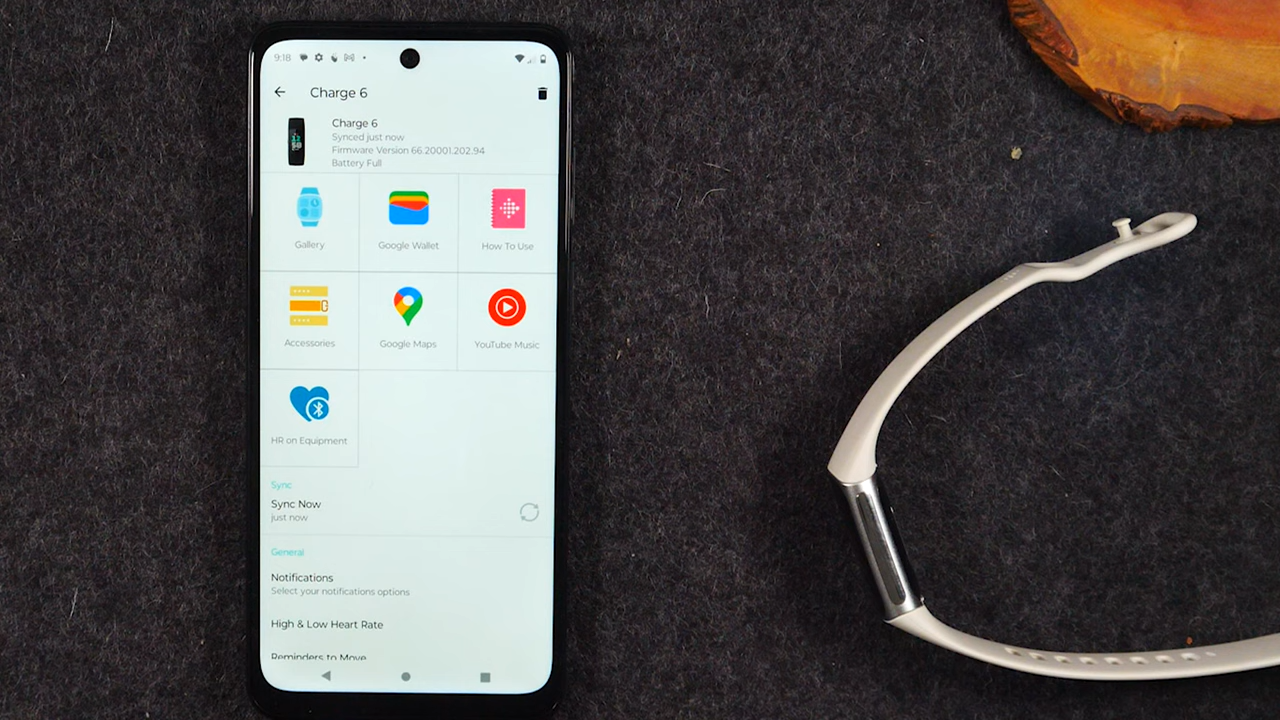 9:18
Charge 6
Charge 6
Synced just now
Firmware Version 66.20001.202.94
Battery Full
Gallery
Google Wallet
How To Use
Accessories
Google Maps
YouTube Music
HR on Equipment
Sync
Sync Now
just now
General
Notifications
Select your notifications options
High & Low Heart Rate
Reminders to Move